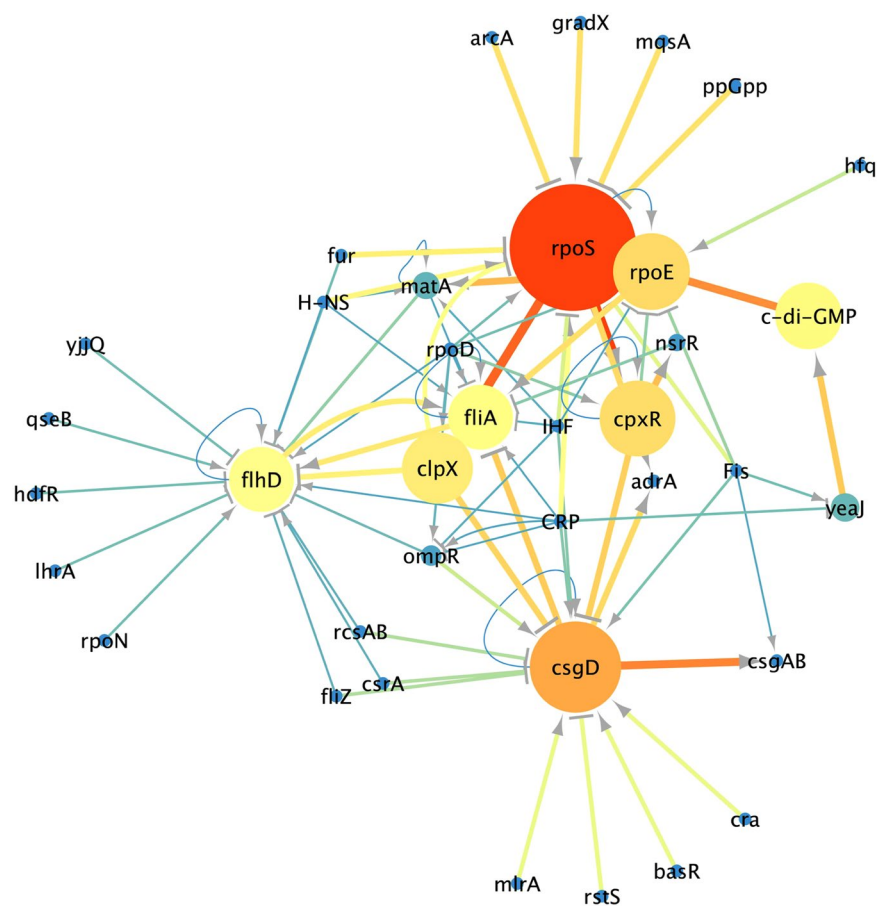 gradX
arcA
mqsA
ppGpp
hfq
rpoS
fur
rpoE
matA
H-NS
c-di-GMP
yjjQ
rpoD
nsrR
qseB
fliA
cpxR
IHF
clpX
flhD
Fis
adrA
hdfR
yeaJ
CRP
ompR
lhrA
rcsAB
rpoN
csgD
csgAB
csrA
fliZ
cra
basR
mlrA
rstS